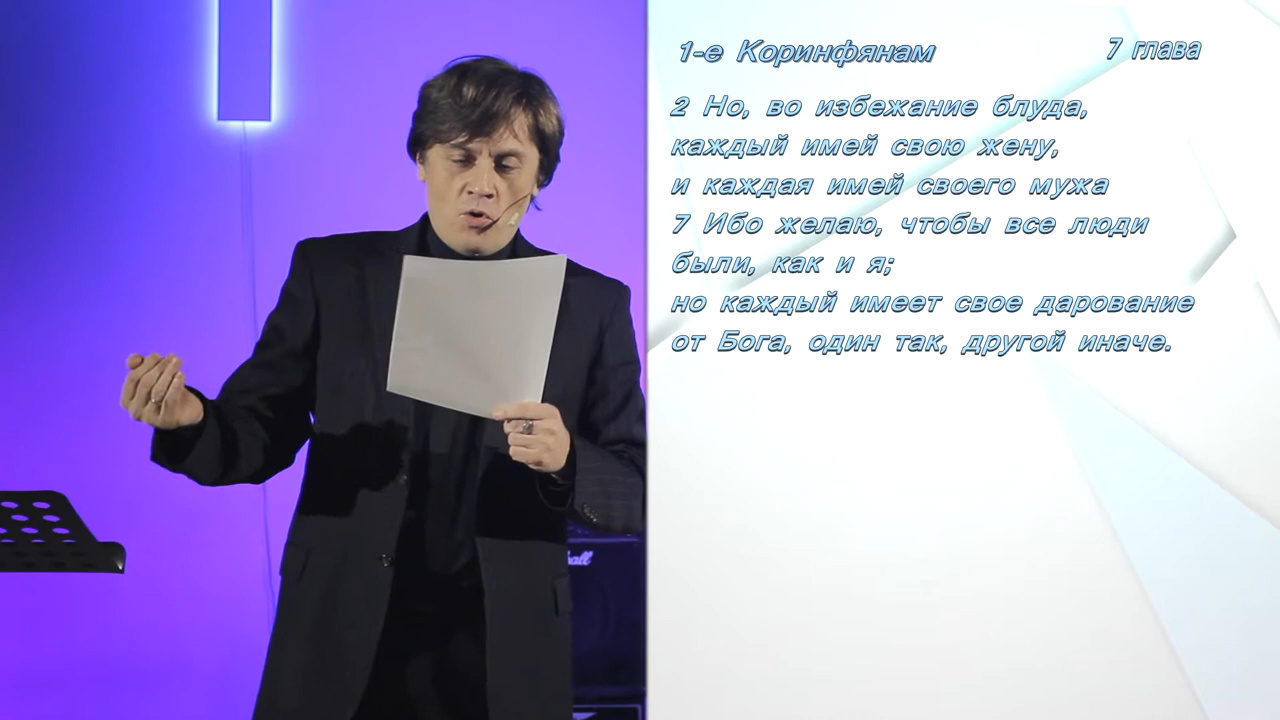 1-е Коринфянам 7 глава
2 Но, во избежание блуда,
каждый имей свою жену,
и каждая имей своего мужа
7 Ибо желаю, чтобы все люди
были, как и я;
но каждый имеет свое дарование
от Бога, один так, другой иначе.